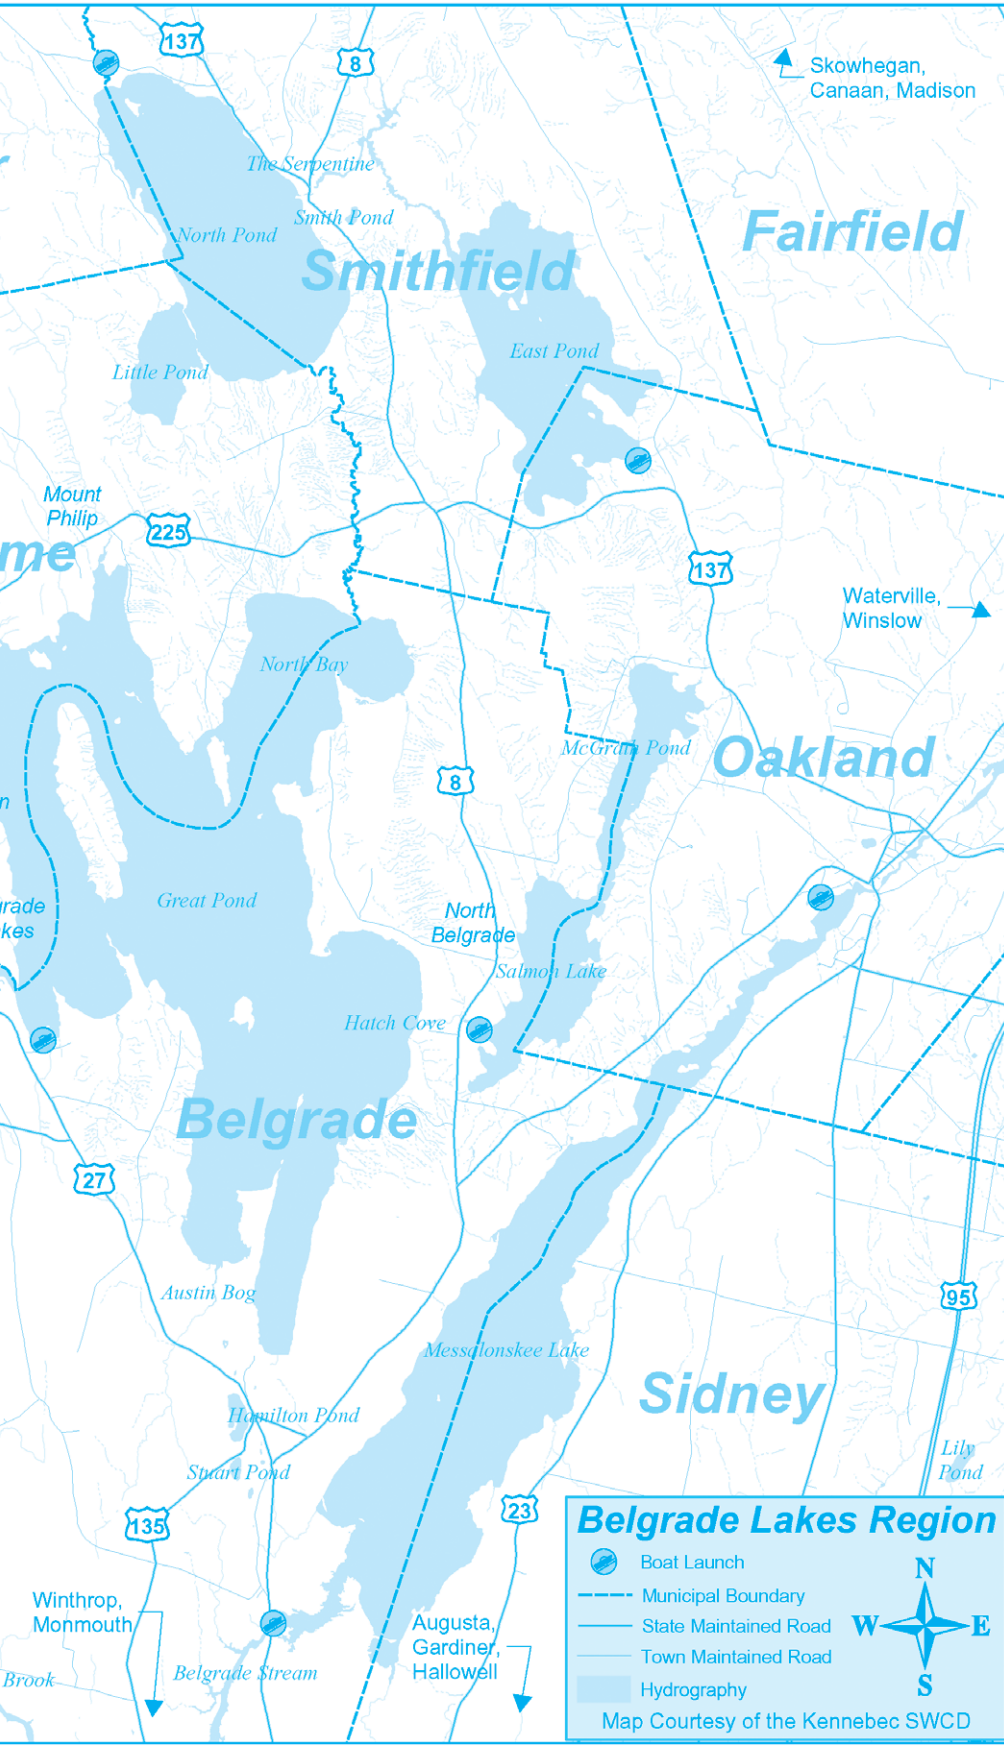 137
8
Skowhegan,
Canaan, Madison
The Serpentine
Smith Pond
North Pond
Fairfield
Smithfield
East Pond
Little Pond
Mount
Philip
225
me
137
Waterville,
Winslow
North Bay
McGrath Pond
Oakland
8
n
Great Pond
grade
kes
North
Belgrade
Salmon Lake
Hatch Cove
Belgrade
27
Austin Bog
95
Messalonskee Lake
Sidney
Hamilton Pond
Lily
Pond
Stuart Pond
135
23
Winthrop,
Monmouth
Augusta,
Gardiner,
Hallowell
Belgrade Stream
Brook
Belgrade Lakes Region
Boat Launch
Municipal Boundary
State Maintained Road
Town Maintained Road
Hydrography
N
W
E
S
Map Courtesy of the Kennebec SWCD